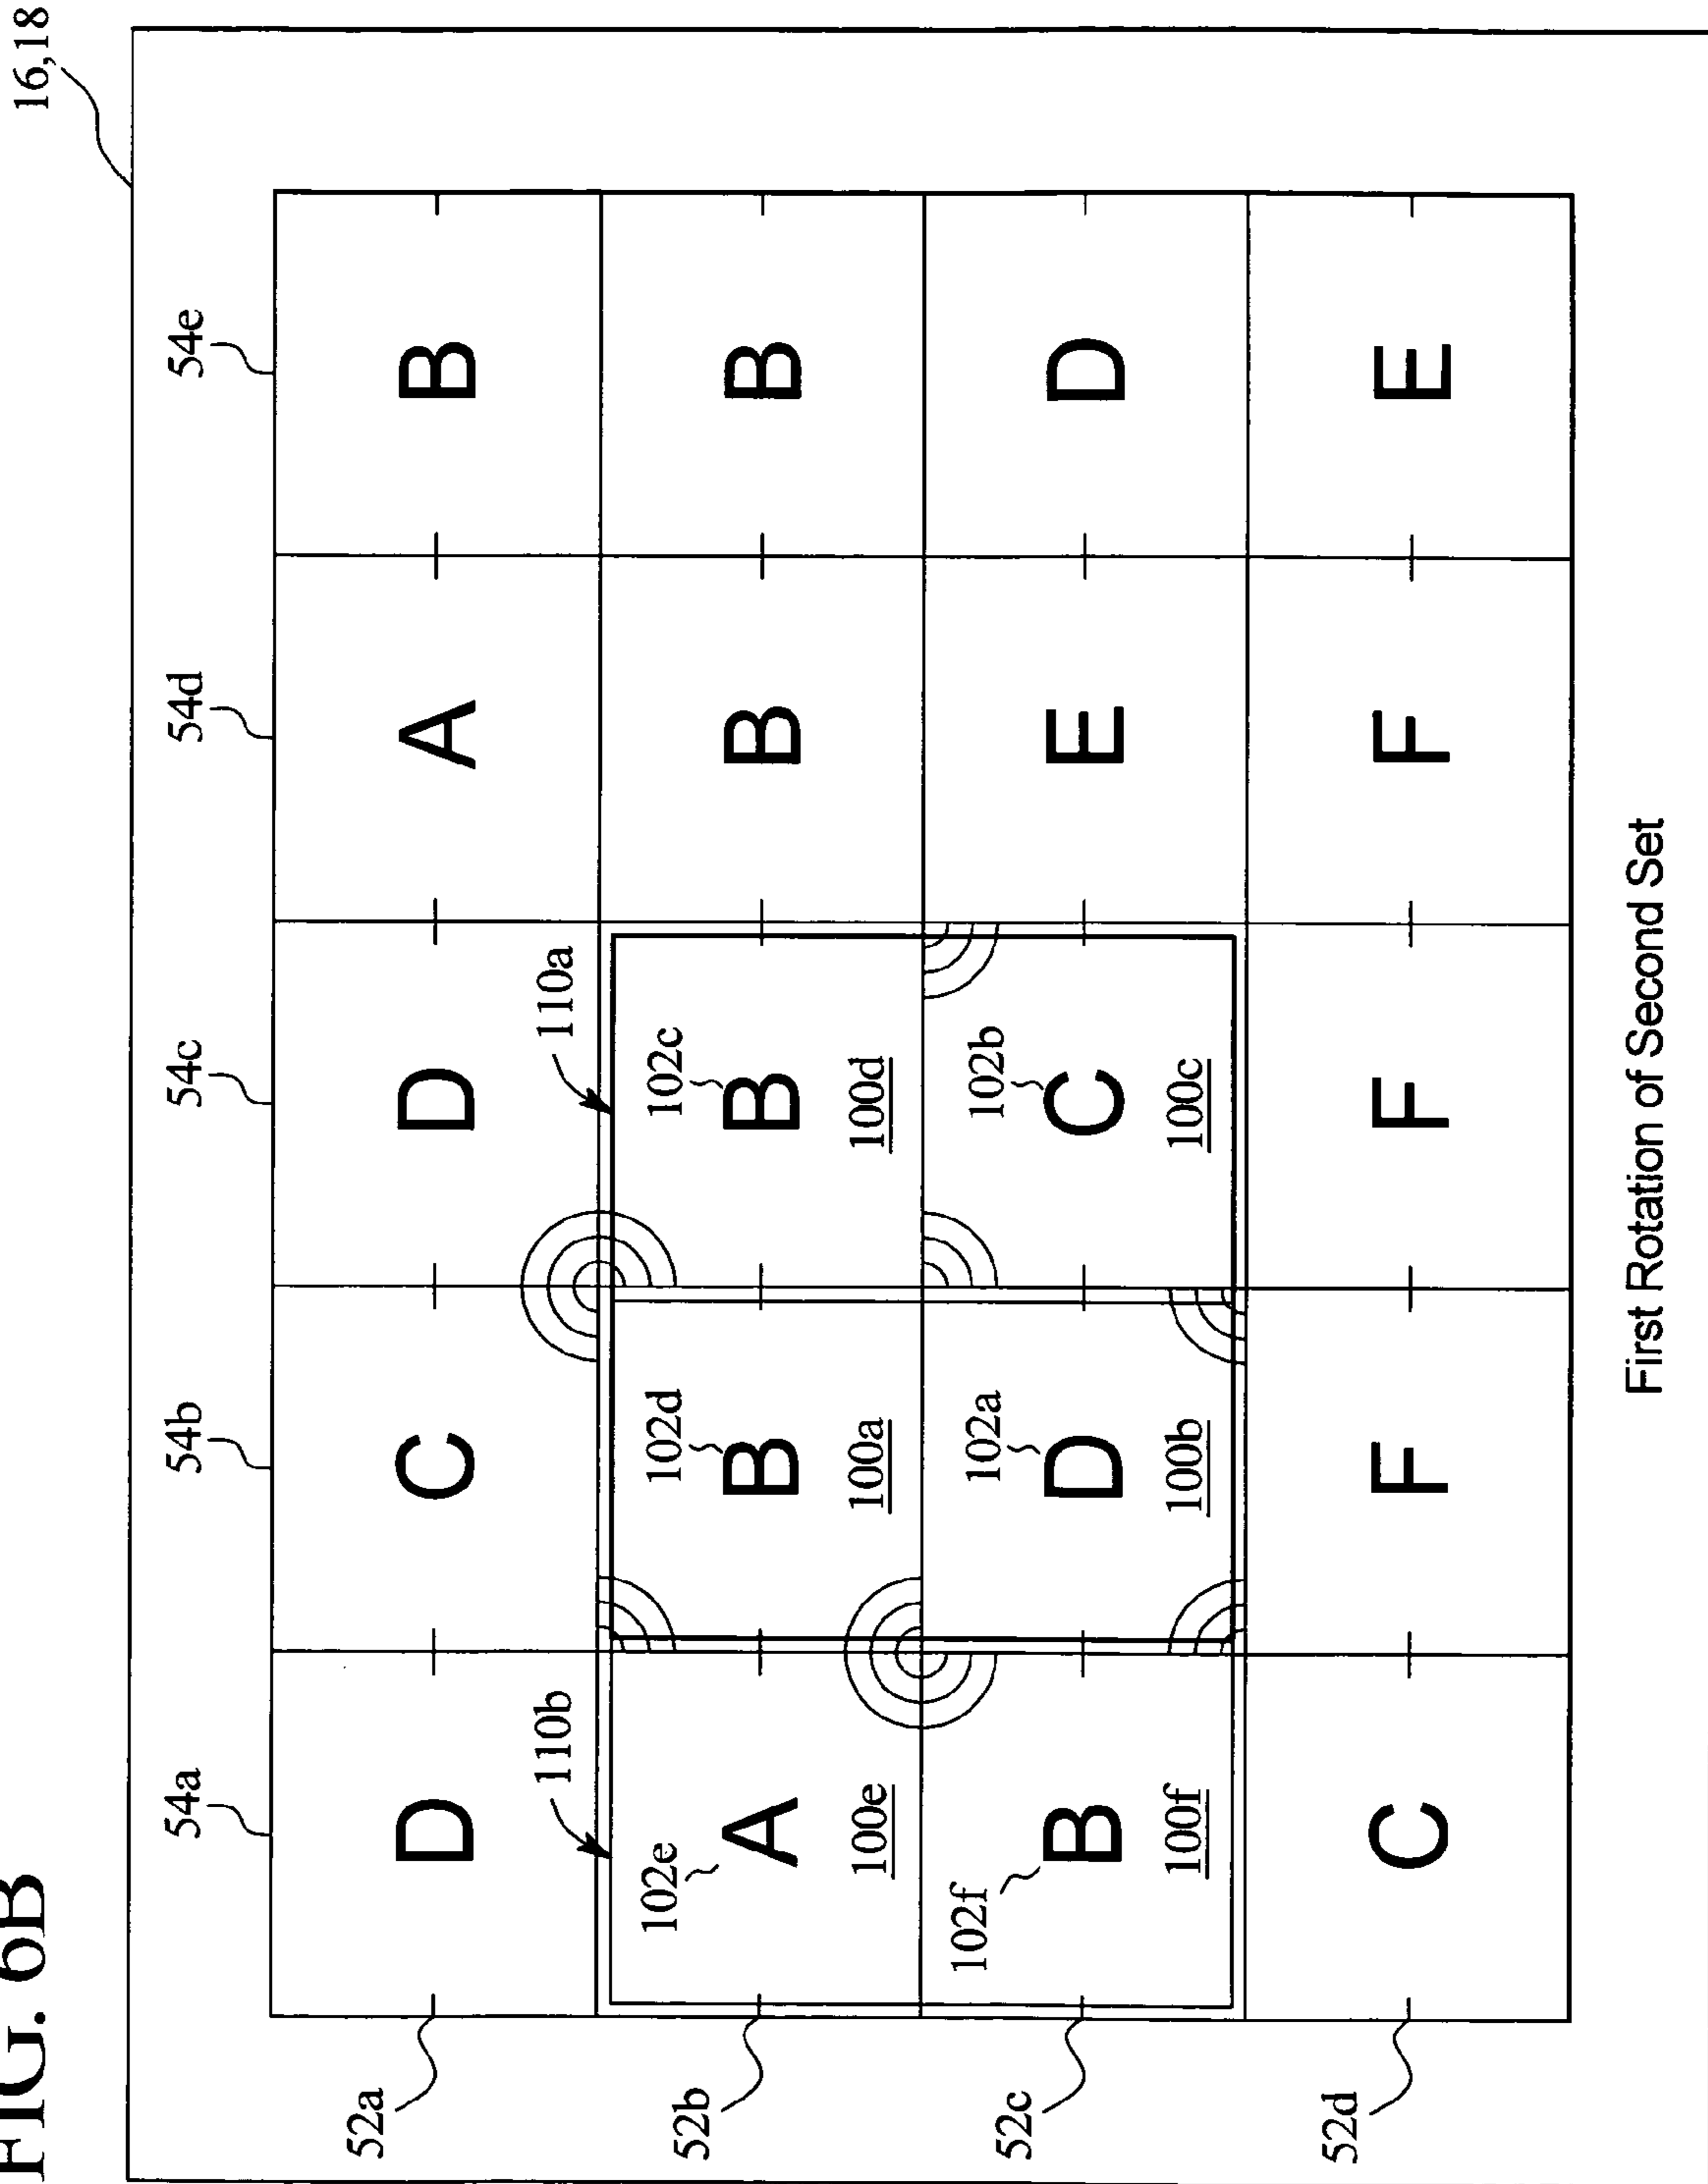 FIG. 6B
16,18
54a 54b 54c 54d 54e
52a D C D A B
110b 110a
102e 102d 102c
52b A B B B B
100e 100a 100d
102f 102a 102b
52c B D C E D
100f 100b 100c
52d C F F F E
First Rotation of Second Set